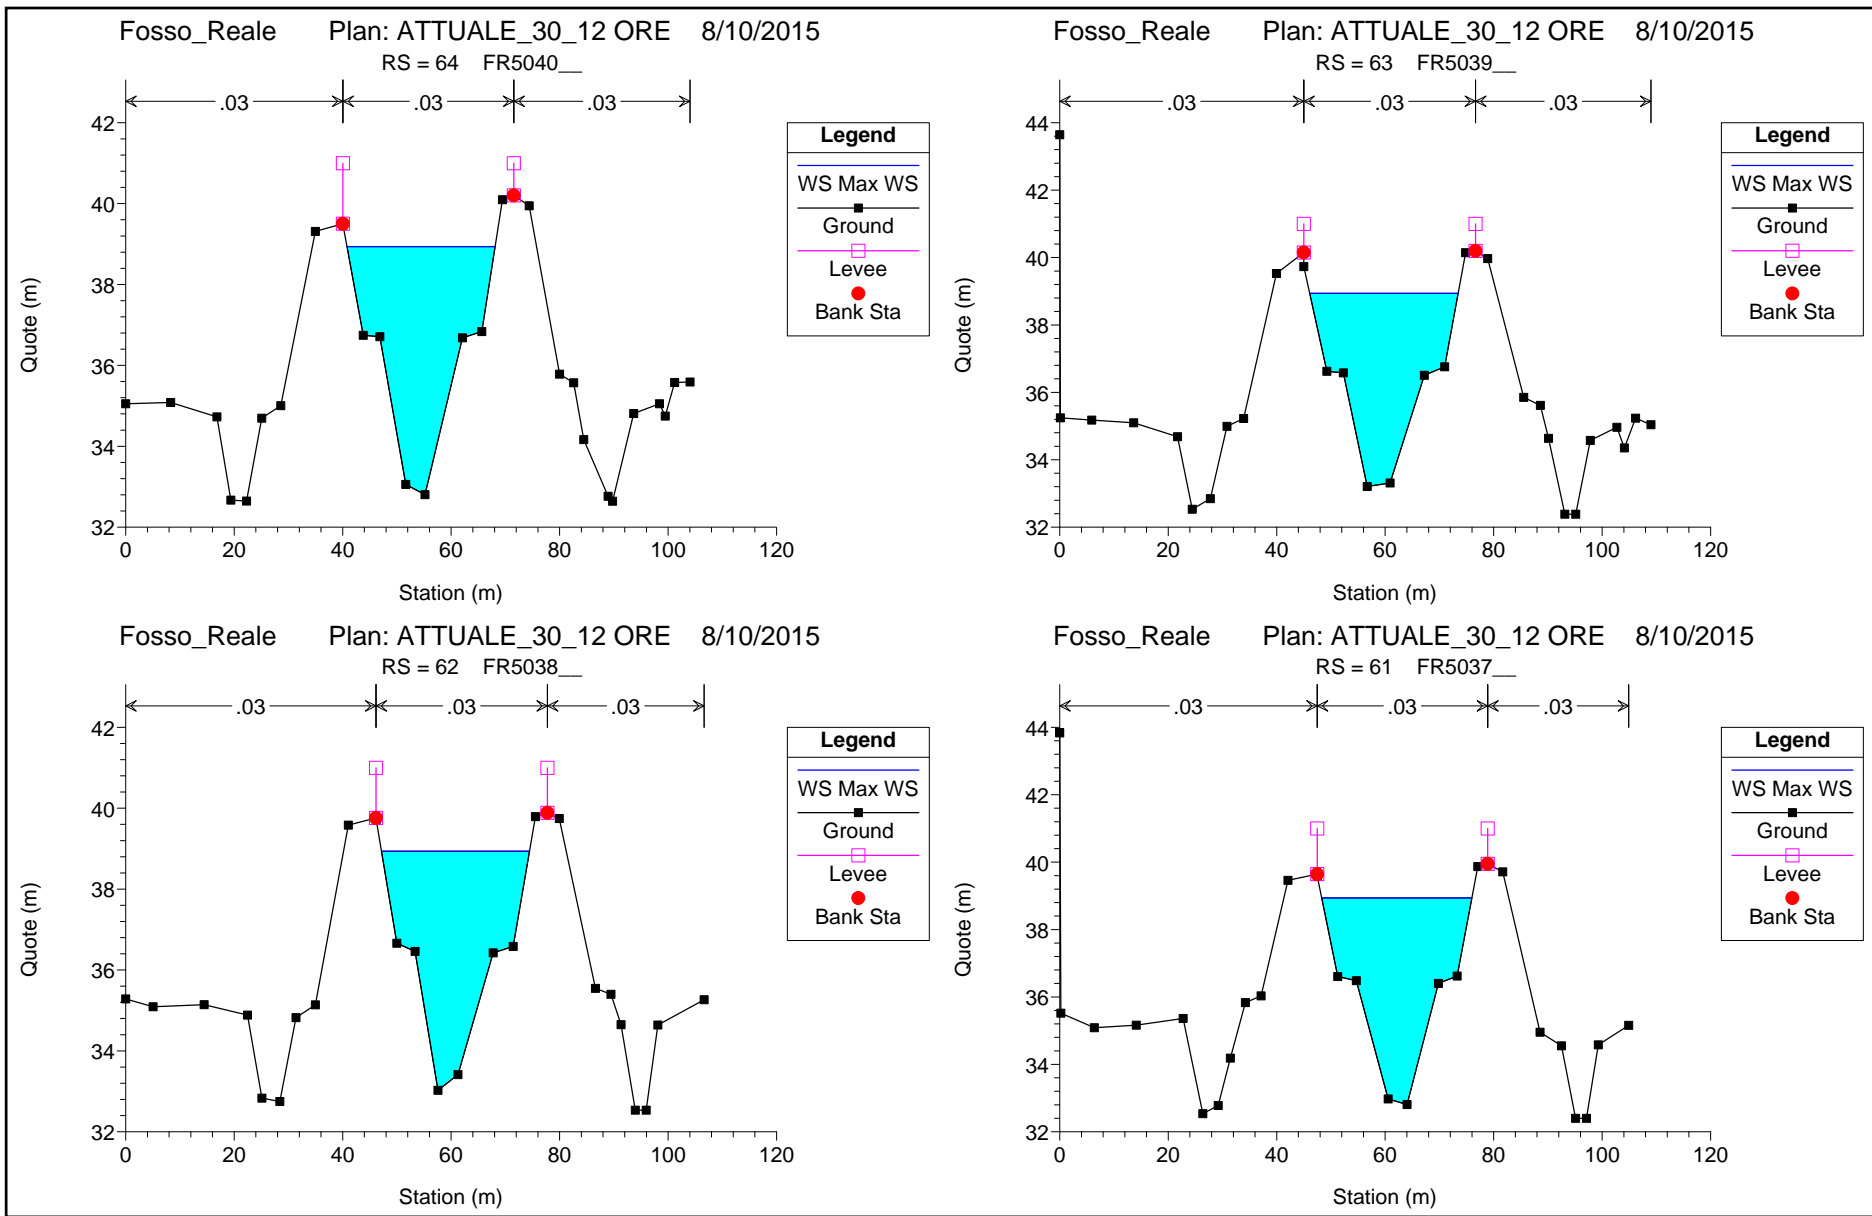 Fosso_Reale Plan: ATTUALE_30_12 ORE 8/10/2015
RS = 64 FR5040__
.03 .03 .03
42
40
38
36
34
32
0 20 40 60 80 100 120
Station (m)
Quote (m)
Legend
WS Max WS
Ground
Levee
Bank Sta
Fosso_Reale Plan: ATTUALE_30_12 ORE 8/10/2015
RS = 63 FR5039__
.03 .03 .03
44
42
40
38
36
34
32
0 20 40 60 80 100 120
Station (m)
Quote (m)
Legend
WS Max WS
Ground
Levee
Bank Sta
Fosso_Reale Plan: ATTUALE_30_12 ORE 8/10/2015
RS = 62 FR5038__
.03 .03 .03
42
40
38
36
34
32
0 20 40 60 80 100 120
Station (m)
Quote (m)
Legend
WS Max WS
Ground
Levee
Bank Sta
Fosso_Reale Plan: ATTUALE_30_12 ORE 8/10/2015
RS = 61 FR5037__
.03 .03 .03
44
42
40
38
36
34
32
0 20 40 60 80 100 120
Station (m)
Quote (m)
Legend
WS Max WS
Ground
Levee
Bank Sta